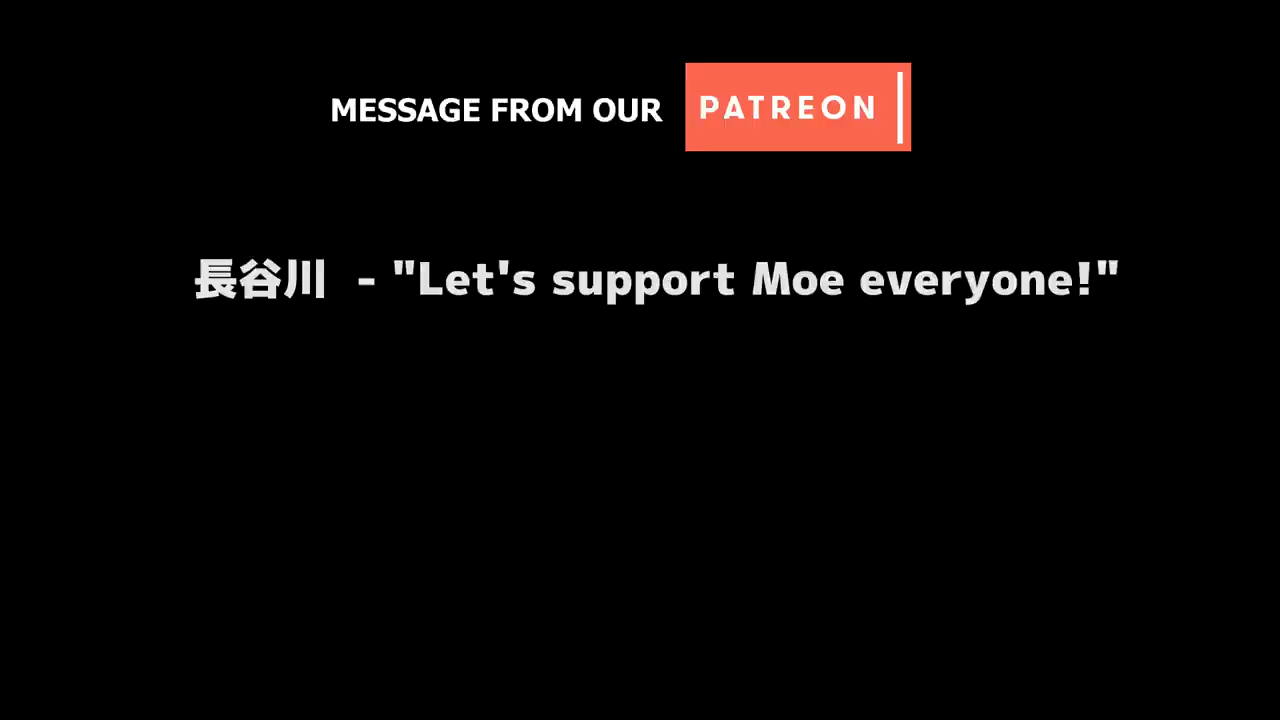 MESSAGE FROM OUR PATREON
長谷川 - "Let's support Moe everyone!"